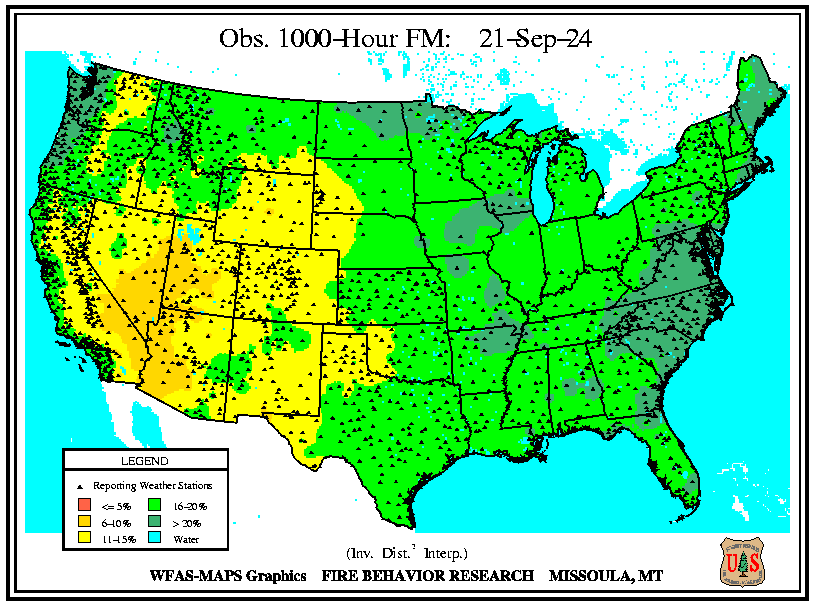 Obs. 1000-Hour FM: 21-Sep-24
LEGEND
Reporting Weather Stations
<= 5% 16-20%
6-10% > 20%
11-15% Water
(Inv. Dist.² Interp.)
WFAS-MAPS Graphics FIRE BEHAVIOR RESEARCH MISSOULA, MT
U S